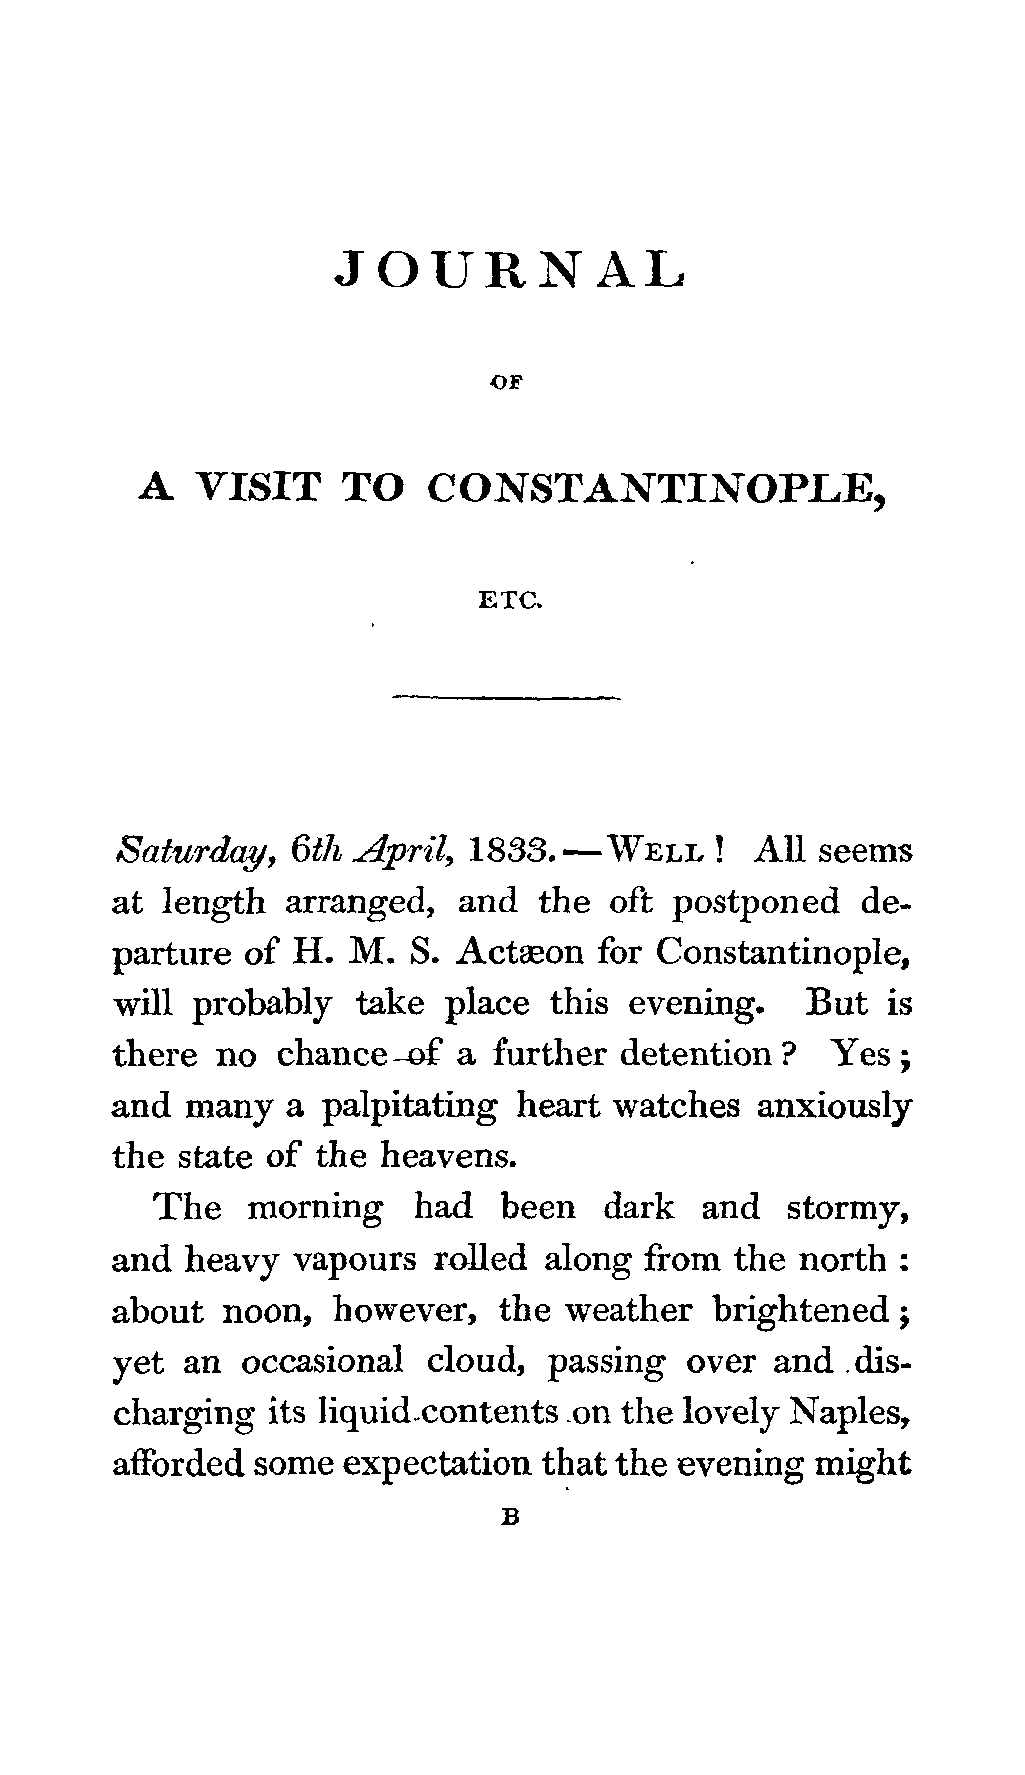 JOURNAL
OF
A VISIT TO CONSTANTINOPLE,
ETC.
Saturday, 6th April, 1833.—WELL! All seems
at length arranged, and the oft postponed de-
parture of H. M. S. Actæon for Constantinople,
will probably take place this evening. But is
there no chance of a further detention? Yes;
and many a palpitating heart watches anxiously
the state of the heavens.
The morning had been dark and stormy,
and heavy vapours rolled along from the north:
about noon, however, the weather brightened;
yet an occasional cloud, passing over and dis-
charging its liquid contents on the lovely Naples,
afforded some expectation that the evening might
B